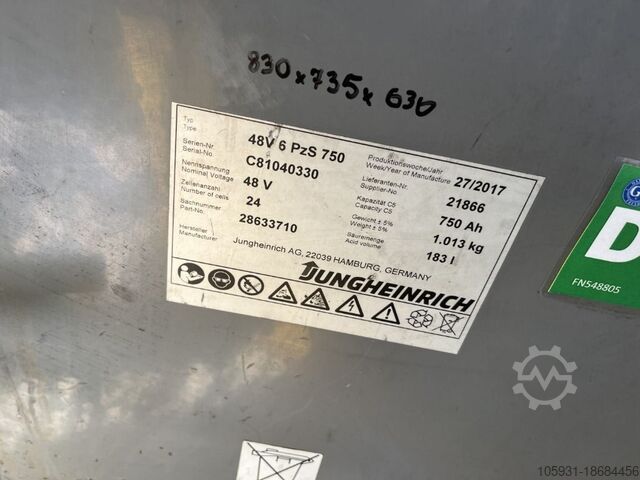 830 x 735 x 630
Typ
Type
48V 6 PzS 750
Produktionswoche/Jahr
Week/Year of Manufacture
27/2017
Serien-Nr
Serial-No.
C81040330
Lieferanten-Nr.
Supplier-No
21866
Nennspannung
Nominal Voltage
48 V
Kapazität C5
Capacity C5
750 Ah
Zellenanzahl
Number of cells
24
Gewicht ± 5%
Weight ± 5%
1.013 kg
Sachnummer
Part-No.
28633710
Säuremenge
Acid volume
183 l
Hersteller
Manufacturer
Jungheinrich AG, 22039 HAMBURG, GERMANY
JUNGHEINRICH
D
FN548805
105931-18684456